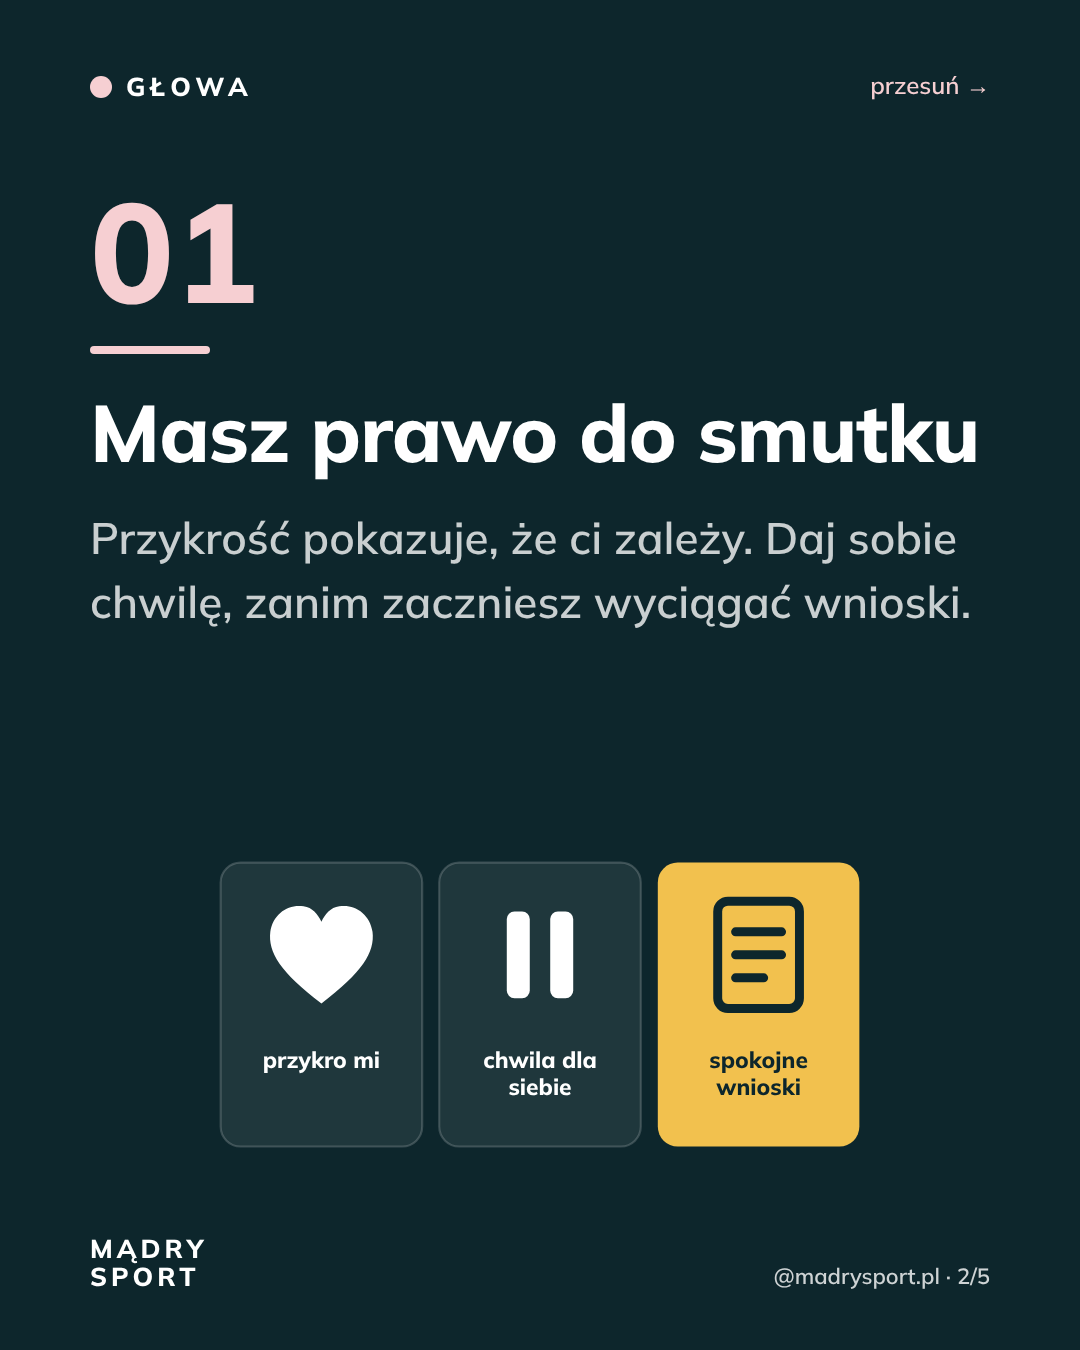 GŁOWA
przesuń →
01
Masz prawo do smutku
Przykrość pokazuje, że ci zależy. Daj sobie
chwilę, zanim zaczniesz wyciągać wnioski.
przykro mi
chwila dla
siebie
spokojne
wnioski
MĄDRY
SPORT
@madrysport.pl · 2/5